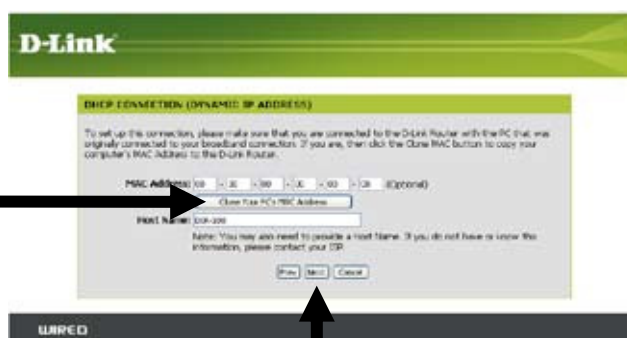 D-Link
DHCP CONNECTION (DYNAMIC IP ADDRESS)
To set up this connection, please make sure that you are connected to the D-Link Router with the PC that was
originally connected to your broadband connection. If you are, then click the Clone MAC button to copy your
computer's MAC Address to the D-Link Router.
MAC Address: 00 - - 00 - - 00 - (Optional)
Clone Your PC's MAC Address
Host Name:
Note: You may also need to provide a Host Name. If you do not have or know this
information, please contact your ISP.
Prev Next Cancel
WIRED